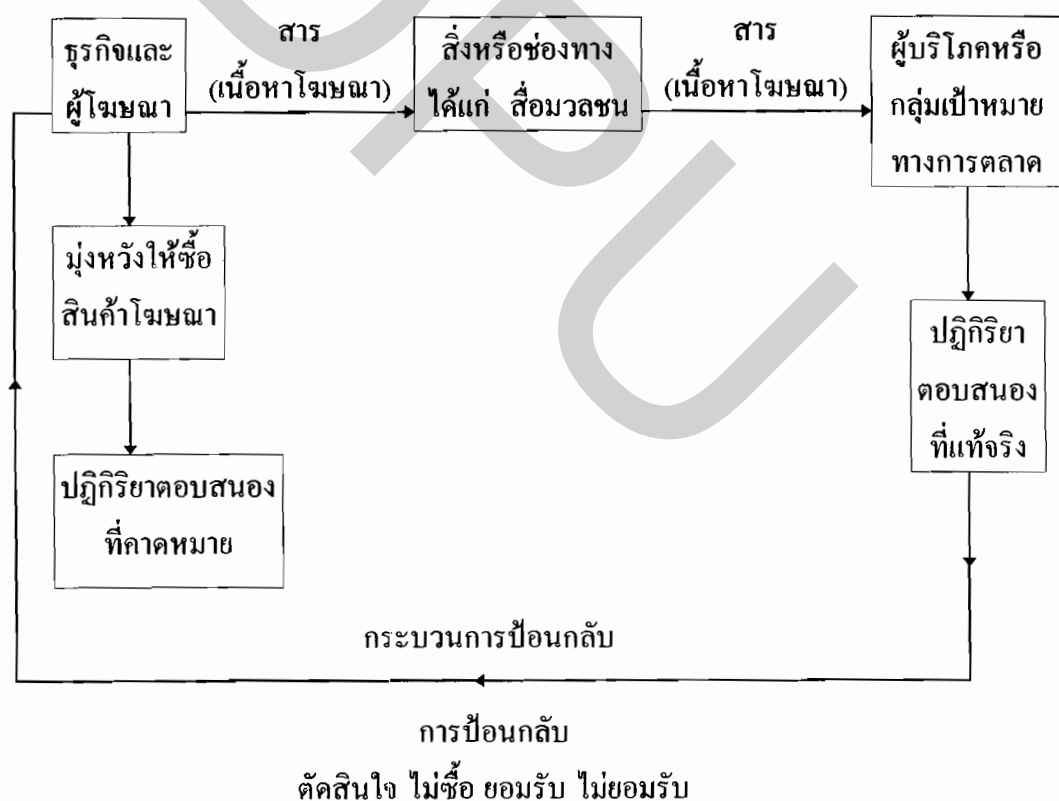 ธุรกิจและ
ผู้โฆษณา
สาร
(เนื้อหาโฆษณา)
สิ่งหรือช่องทาง
ได้แก่ สื่อมวลชน
สาร
(เนื้อหาโฆษณา)
ผู้บริโภคหรือ
กลุ่มเป้าหมาย
ทางการตลาด
มุ่งหวังให้ซื้อ
สินค้าโฆษณา
ปฏิกิริยาตอบสนอง
ที่คาดหมาย
ปฏิกิริยา
ตอบสนอง
ที่แท้จริง
กระบวนการป้อนกลับ
การป้อนกลับ
ตัดสินใจ ไม่ซื้อ ยอมรับ ไม่ยอมรับ